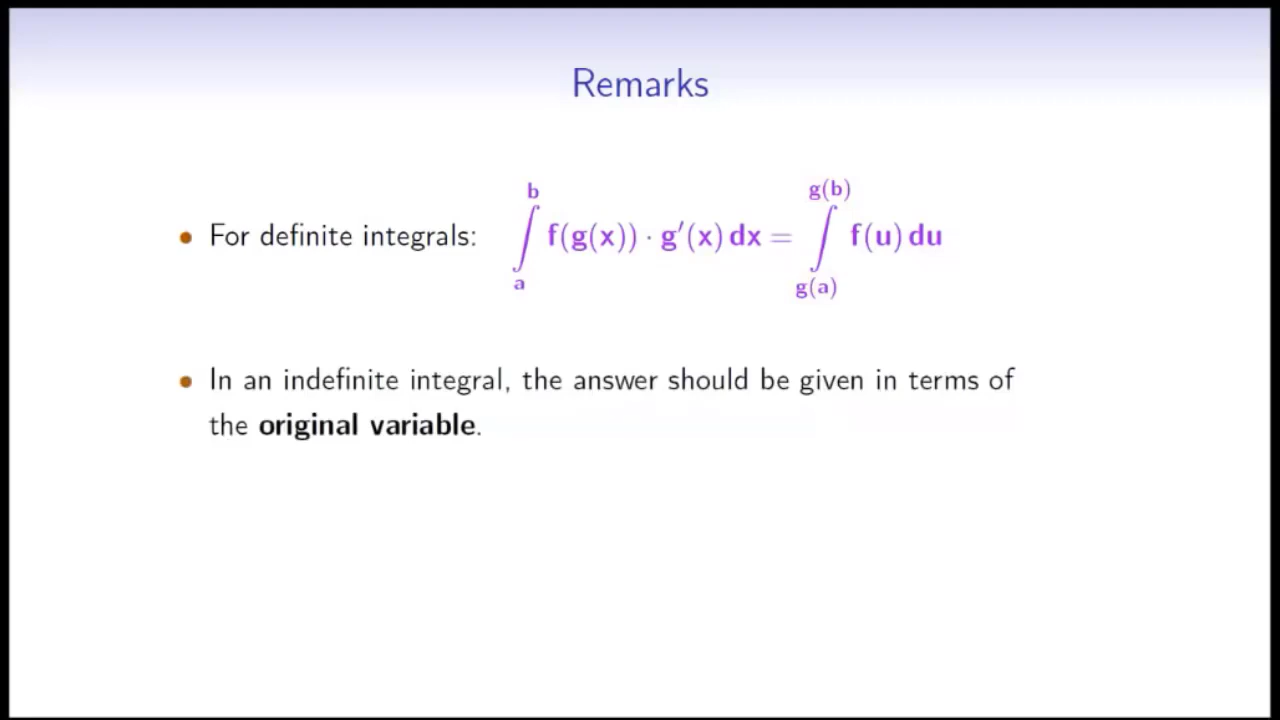 Remarks
• For definite integrals: ∫_a^b f(g(x)) · g′(x) dx = ∫_{g(a)}^{g(b)} f(u) du
• In an indefinite integral, the answer should be given in terms of
the original variable.